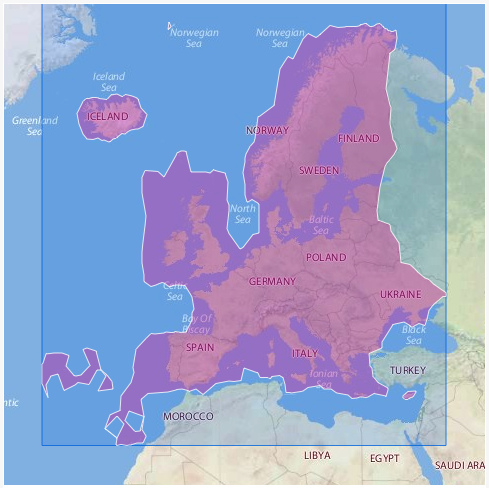 Norwegian
Sea
Norwegian
Sea
Iceland
Sea
ICELAND
Greenland
Sea
NORWAY
FINLAND
SWEDEN
North
Sea
Baltic
Sea
POLAND
GERMANY
UKRAINE
Celtic
Sea
Bay Of
Biscay
Black
Sea
SPAIN
ITALY
TURKEY
Ionian
Sea
ntic
MOROCCO
LIBYA
EGYPT
SAUDI ARA